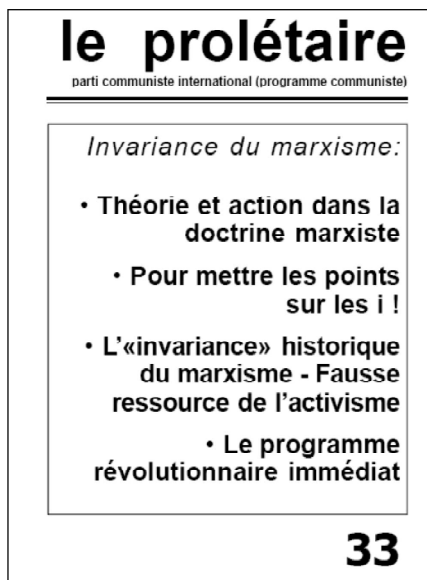 le prolétaire
parti communiste international (programme communiste)
Invariance du marxisme:
• Théorie et action dans la
doctrine marxiste
• Pour mettre les points
sur les i !
• L'«invariance» historique
du marxisme - Fausse
ressource de l'activisme
• Le programme
révolutionnaire immédiat
33